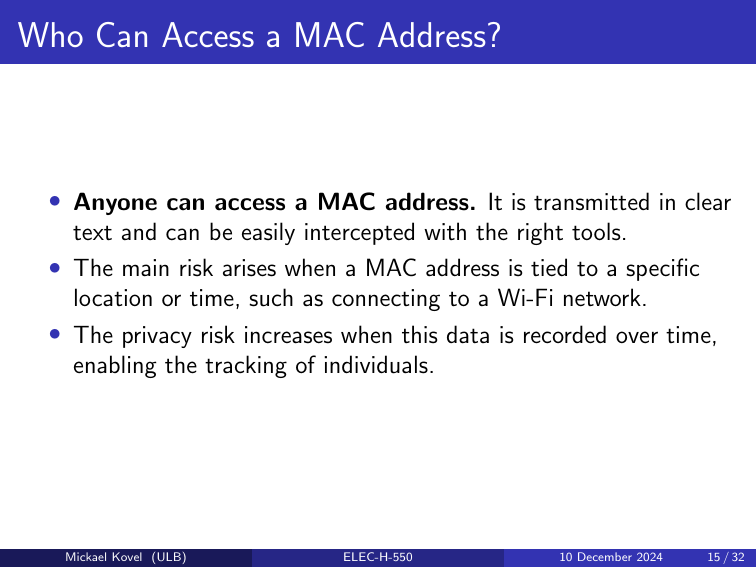 Who Can Access a MAC Address?
• Anyone can access a MAC address. It is transmitted in clear
text and can be easily intercepted with the right tools.
• The main risk arises when a MAC address is tied to a specific
location or time, such as connecting to a Wi-Fi network.
• The privacy risk increases when this data is recorded over time,
enabling the tracking of individuals.
Mickael Kovel (ULB) ELEC-H-550 10 December 2024 15 / 32